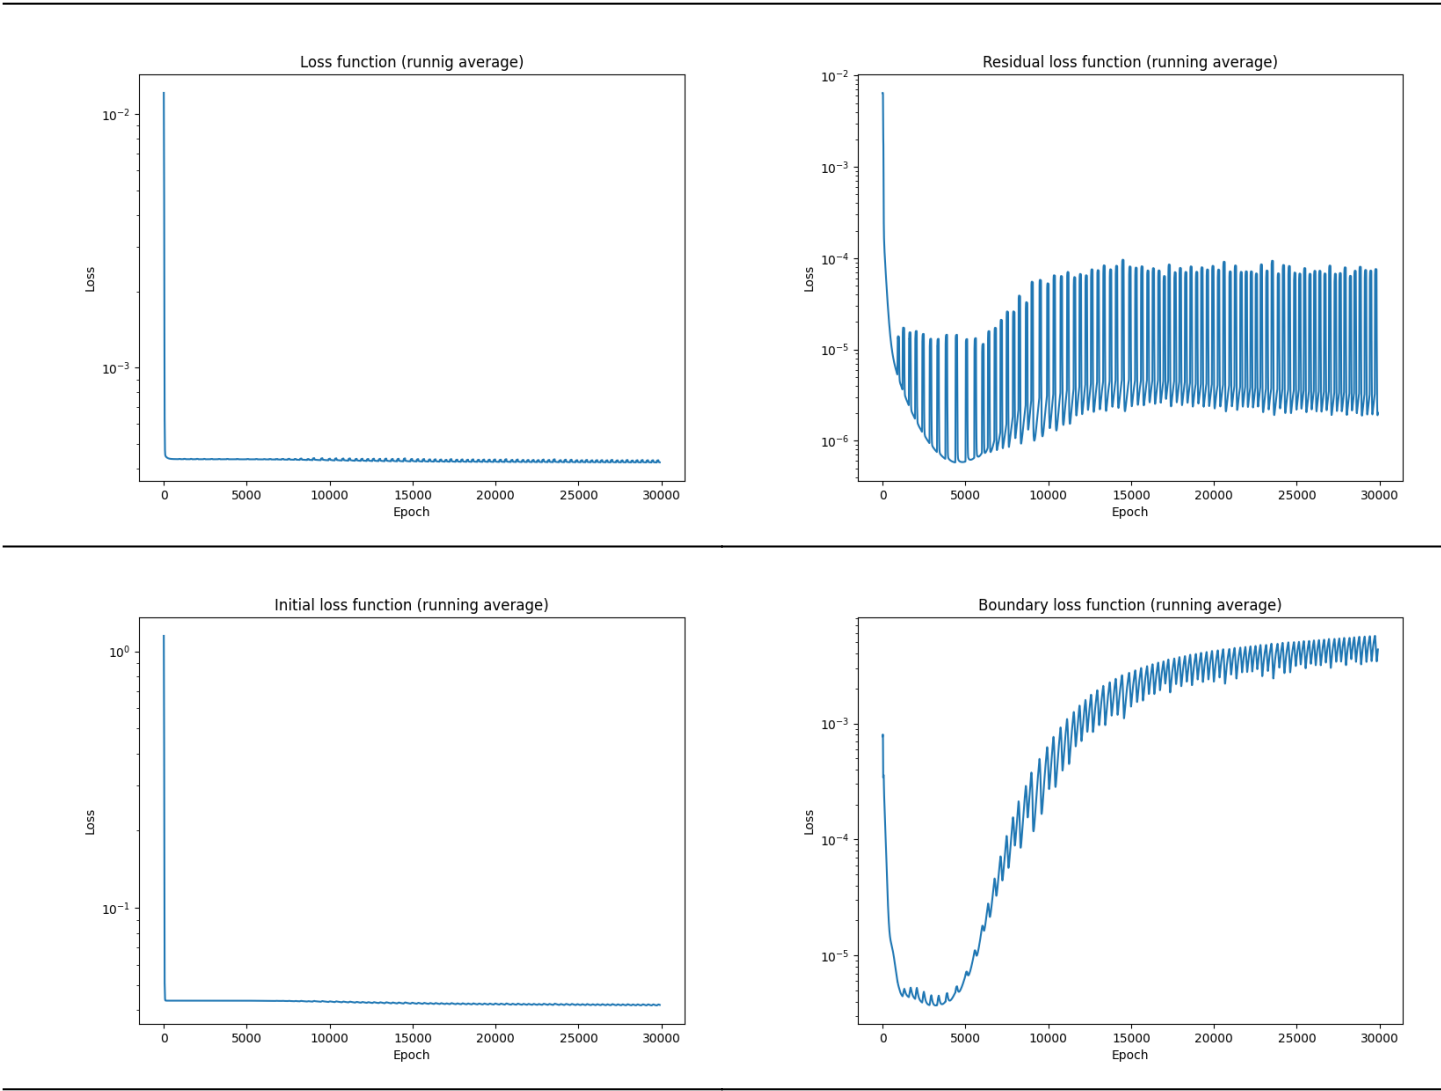 Loss function (runnig average)
10⁻²
10⁻³
Loss
0 5000 10000 15000 20000 25000 30000
Epoch
Residual loss function (running average)
10⁻²
10⁻³
10⁻⁴
10⁻⁵
10⁻⁶
Loss
0 5000 10000 15000 20000 25000 30000
Epoch
Initial loss function (running average)
10⁰
10⁻¹
Loss
0 5000 10000 15000 20000 25000 30000
Epoch
Boundary loss function (running average)
10⁻³
10⁻⁴
10⁻⁵
Loss
0 5000 10000 15000 20000 25000 30000
Epoch